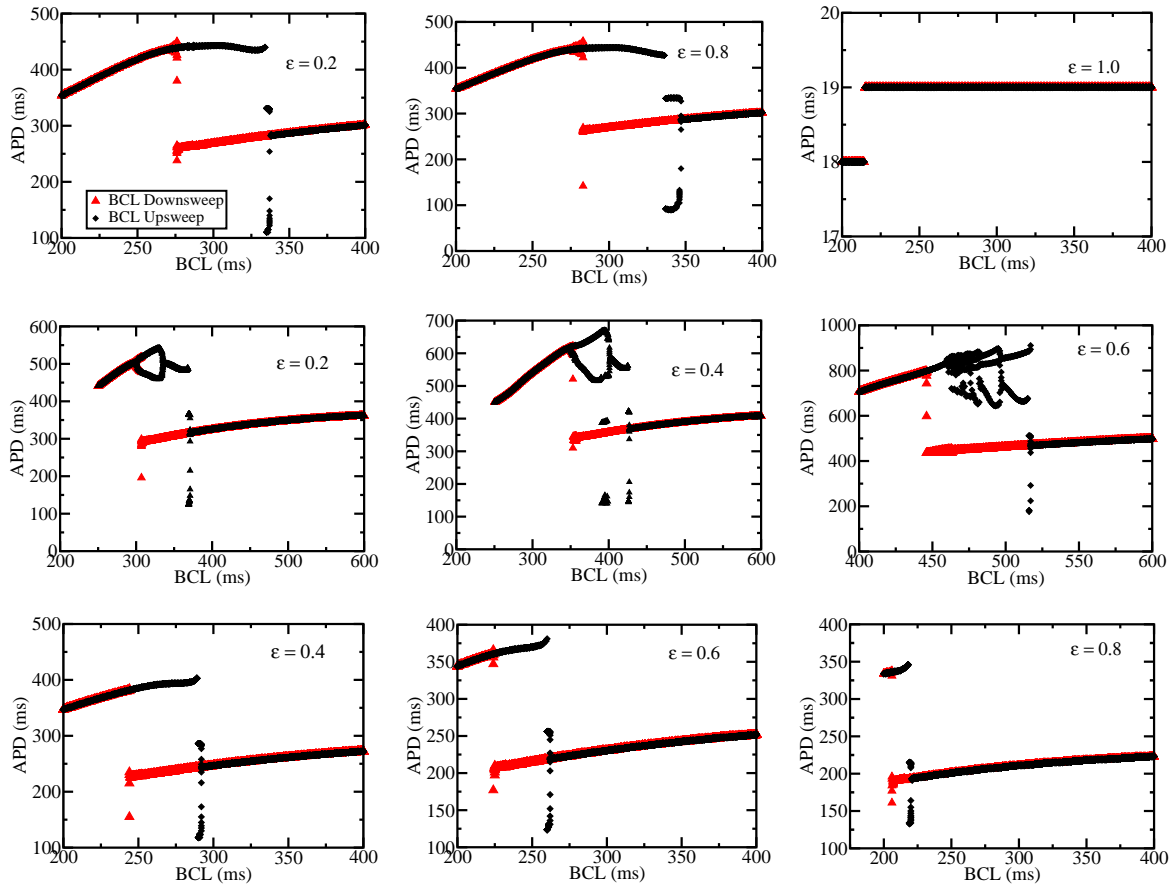 500
400
300
200
100
APD (ms)
ε = 0.2
BCL Downsweep
BCL Upsweep
200 250 300 350 400
BCL (ms)
500
400
300
200
100
0
APD (ms)
ε = 0.8
200 250 300 350 400
BCL (ms)
20
19
18
17
APD (ms)
ε = 1.0
200 250 300 350 400
BCL (ms)
600
500
400
300
200
100
0
APD (ms)
ε = 0.2
200 300 400 500 600
BCL (ms)
700
600
500
400
300
200
100
0
APD (ms)
ε = 0.4
200 300 400 500 600
BCL (ms)
1000
800
600
400
200
0
APD (ms)
ε = 0.6
400 450 500 550 600
BCL (ms)
500
400
300
200
100
APD (ms)
ε = 0.4
200 250 300 350 400
BCL (ms)
400
350
300
250
200
150
100
APD (ms)
ε = 0.6
200 250 300 350 400
BCL (ms)
400
350
300
250
200
150
100
APD (ms)
ε = 0.8
200 250 300 350 400
BCL (ms)